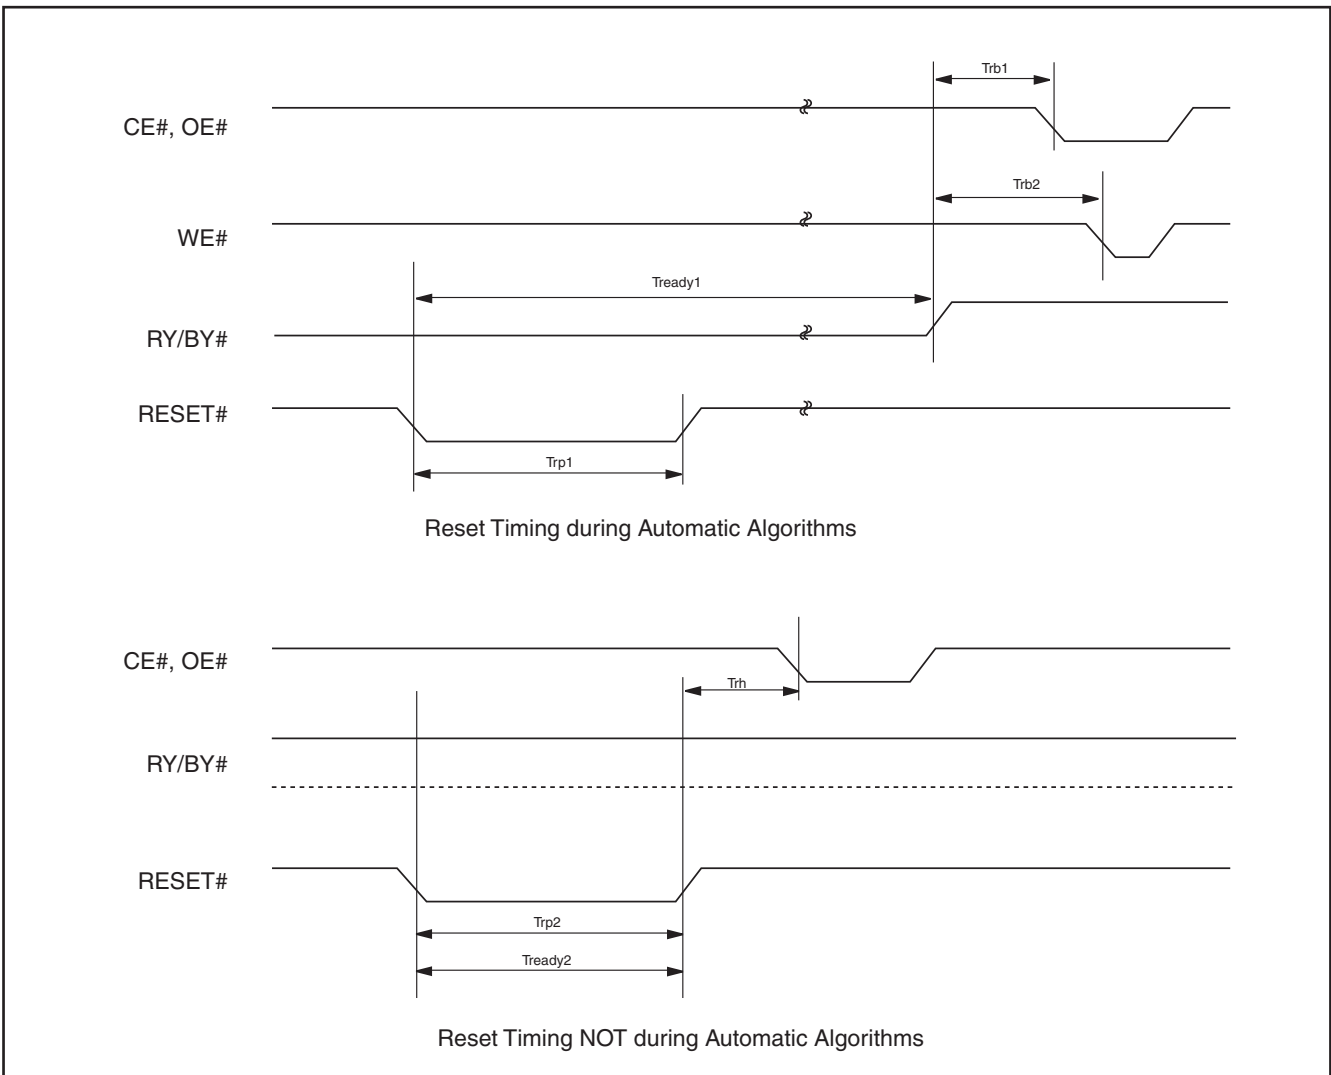 Trb1
CE#, OE#
Trb2
WE#
Tready1
RY/BY#
RESET#
Trp1
Reset Timing during Automatic Algorithms
CE#, OE#
Trh
RY/BY#
RESET#
Trp2
Tready2
Reset Timing NOT during Automatic Algorithms